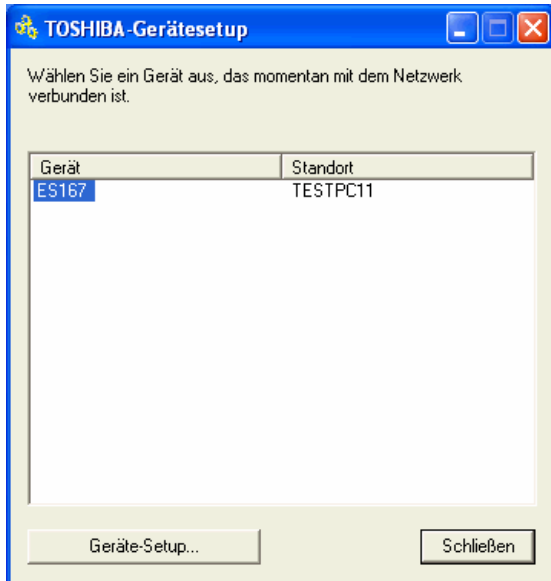 TOSHIBA-Gerätesetup
Wählen Sie ein Gerät aus, das momentan mit dem Netzwerk
verbunden ist.
Gerät Standort
ES167 TESTPC11
Geräte-Setup... Schließen